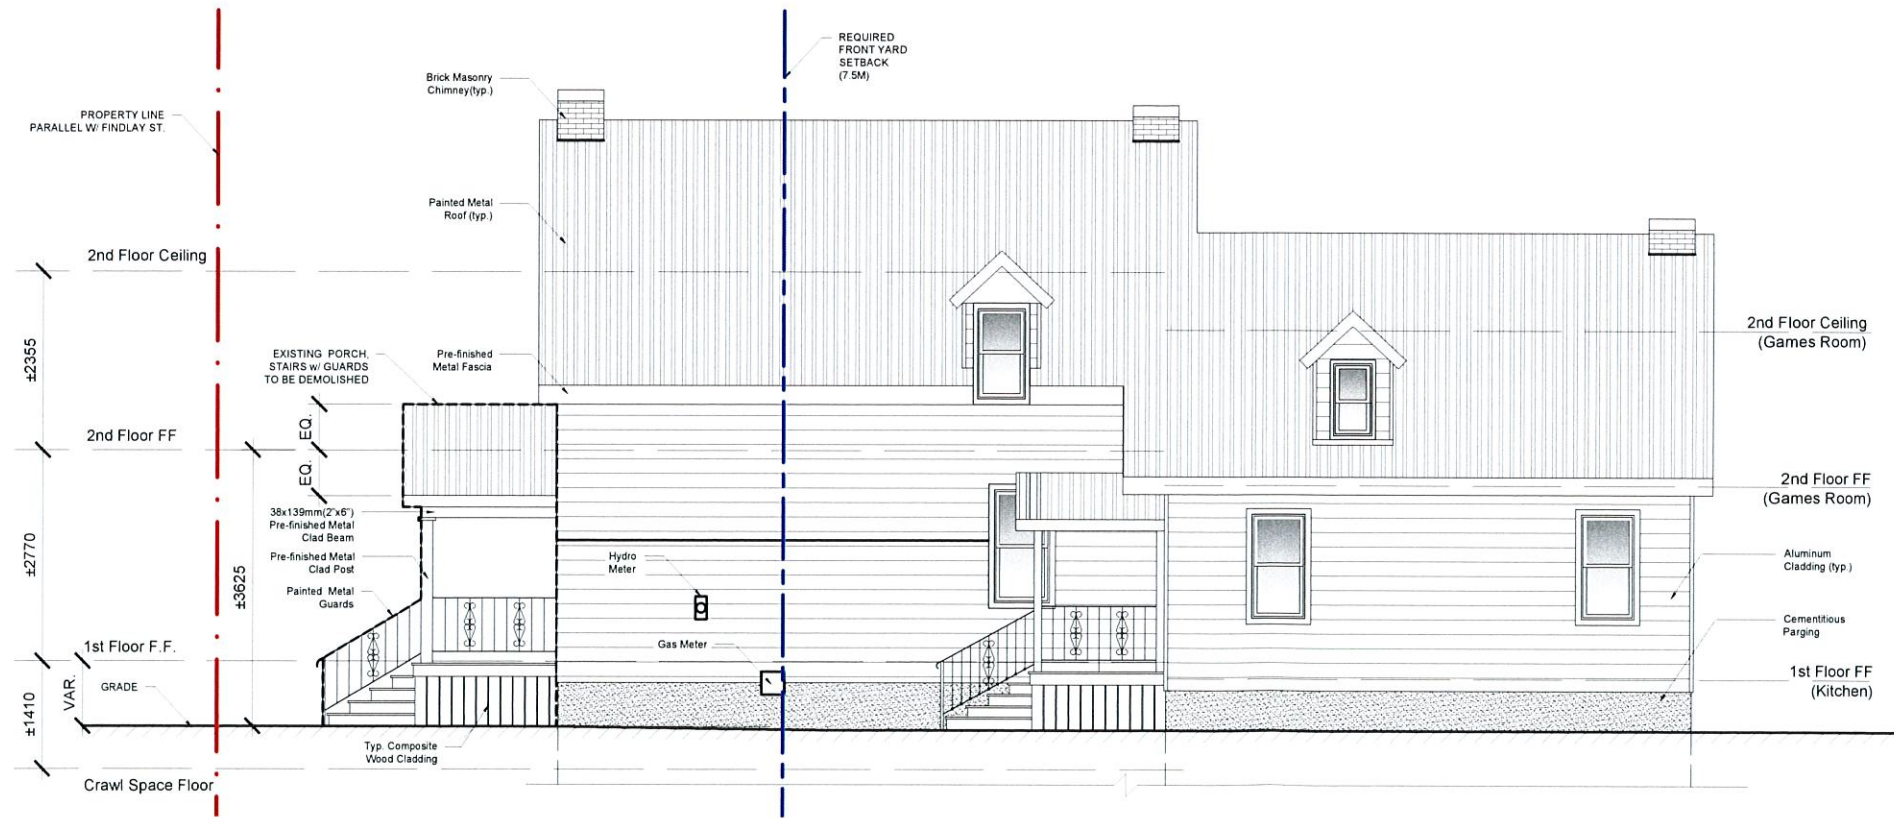 REQUIRED
FRONT YARD
SETBACK
(7.5M)
Brick Masonry
Chimney(typ.)
PROPERTY LINE
PARALLEL W/ FINDLAY ST.
Painted Metal
Roof (typ.)
2nd Floor Ceiling
2nd Floor Ceiling
(Games Room)
±2355
EXISTING PORCH,
STAIRS w/ GUARDS
TO BE DEMOLISHED
Pre-finished
Metal Fascia
EQ.
2nd Floor FF
EQ.
2nd Floor FF
(Games Room)
38x139mm(2"x6")
Pre-finished Metal
Clad Beam
±2770
±3625
Pre-finished Metal
Clad Post
Hydro
Meter
Aluminum
Cladding (typ.)
Painted Metal
Guards
Cementitious
Parging
1st Floor F.F.
Gas Meter
1st Floor FF
(Kitchen)
VAR.
GRADE
±1410
Typ. Composite
Wood Cladding
Crawl Space Floor